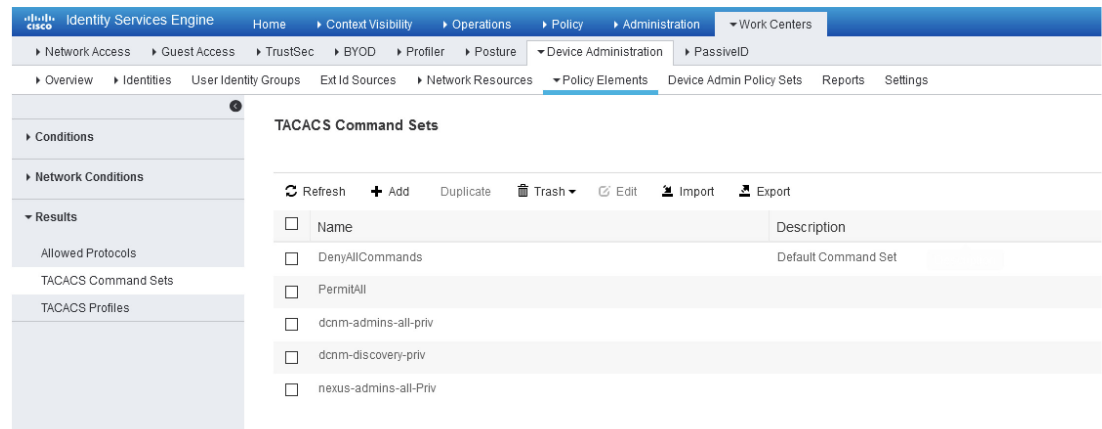 cisco Identity Services Engine Home Context Visibility Operations Policy Administration Work Centers
Network Access Guest Access TrustSec BYOD Profiler Posture Device Administration PassiveID
Overview Identities User Identity Groups Ext Id Sources Network Resources Policy Elements Device Admin Policy Sets Reports Settings
Conditions
Network Conditions
Results
Allowed Protocols
TACACS Command Sets
TACACS Profiles
TACACS Command Sets
Refresh Add Duplicate Trash Edit Import Export
Name Description
DenyAllCommands Default Command Set
PermitAll
dcnm-admins-all-priv
dcnm-discovery-priv
nexus-admins-all-Priv